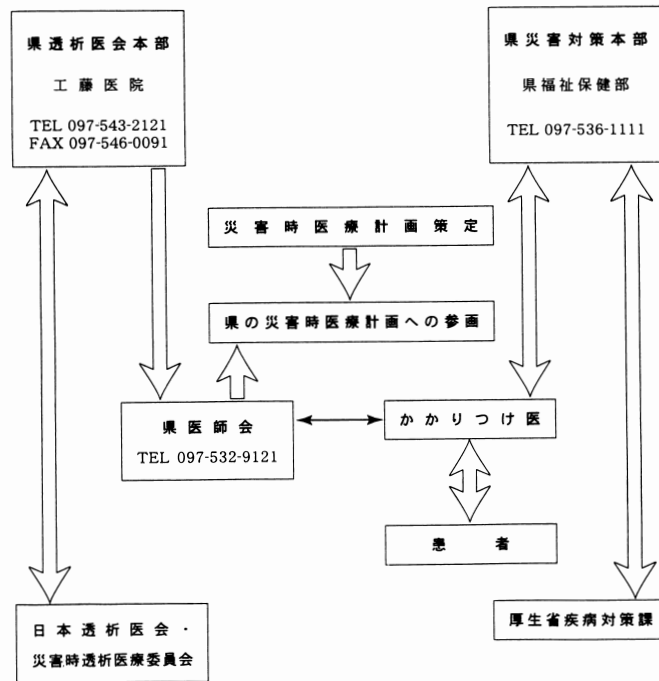 県透析医会本部
工藤医院
TEL 097-543-2121
FAX 097-546-0091
県災害対策本部
県福祉保健部
TEL 097-536-1111
災害時医療計画策定
県の災害時医療計画への参画
県医師会
TEL 097-532-9121
かかりつけ医
患者
日本透析医会・
災害時透析医療委員会
厚生省疾病対策課